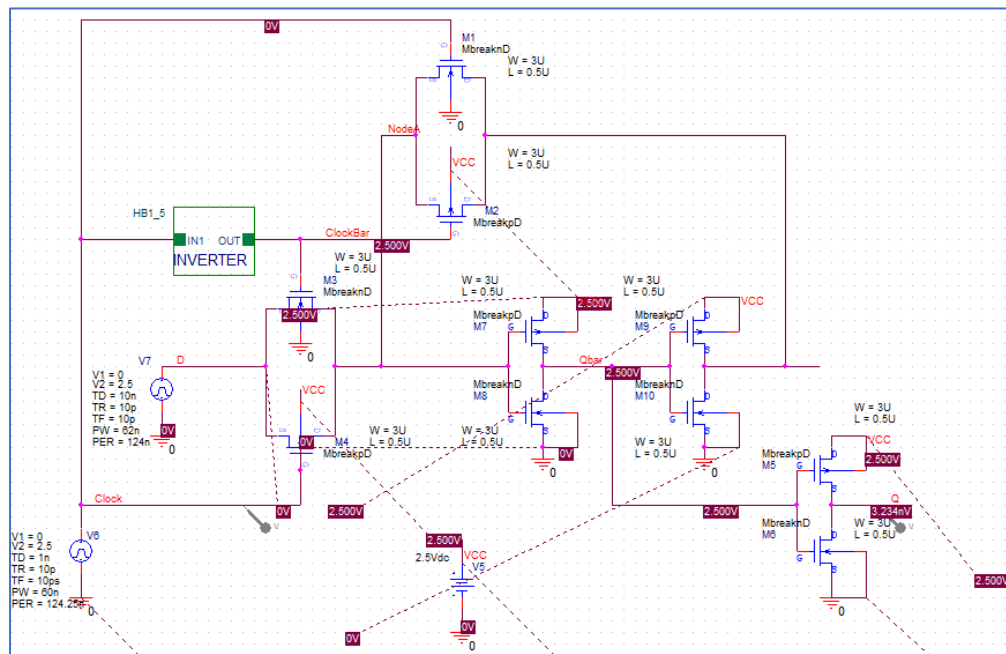 0V
M1
MbreaknD
W = 3U
L = 0.5U
G
S
D
0
NodeA
W = 3U
L = 0.5U
VCC
S
D
M2
MbreakpD
G
HB1_5
IN1
OUT
INVERTER
ClockBar
2.500V
W = 3U
L = 0.5U
M3
MbreaknD
G
2.500V
0
W = 3U
L = 0.5U
MbreakpD
M7
G
D
S
2.500V
W = 3U
L = 0.5U
MbreakpD
M9
G
D
S
VCC
V7
D
V1 = 0
V2 = 2.5
TD = 10n
TR = 10p
TF = 10p
PW = 62n
PER = 124n
0V
0
VCC
S
D
0V
G
M4
MbreakpD
W = 3U
L = 0.5U
Qbar
2.500V
MbreaknD
M8
G
D
S
W = 3U
L = 0.5U
0V
0
MbreaknD
M10
G
D
S
W = 3U
L = 0.5U
0
W = 3U
L = 0.5U
MbreakpD
M5
G
D
S
VCC
2.500V
Clock
0V
V
2.500V
2.500V
Q
3.234nV
V
MbreaknD
M6
G
D
S
W = 3U
L = 0.5U
0
2.500V
V6
V1 = 0
V2 = 2.5
TD = 1n
TR = 10p
TF = 10ps
PW = 60n
PER = 124.25n
0
2.500V
2.5Vdc
VCC
V5
0V
0V
0